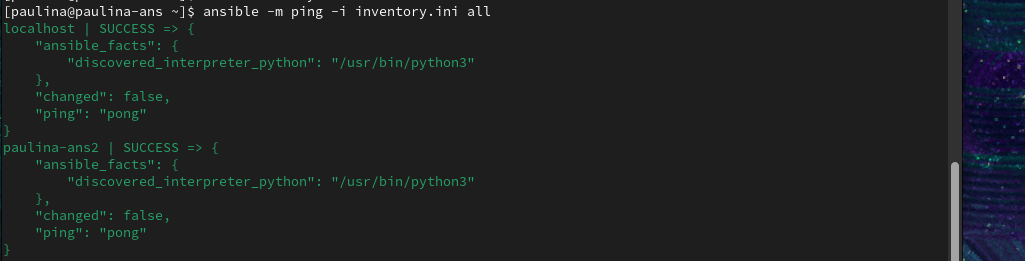 [paulina@paulina-ans ~]$ ansible -m ping -i inventory.ini all
localhost | SUCCESS => {
    "ansible_facts": {
        "discovered_interpreter_python": "/usr/bin/python3"
    },
    "changed": false,
    "ping": "pong"
}
paulina-ans2 | SUCCESS => {
    "ansible_facts": {
        "discovered_interpreter_python": "/usr/bin/python3"
    },
    "changed": false,
    "ping": "pong"
}